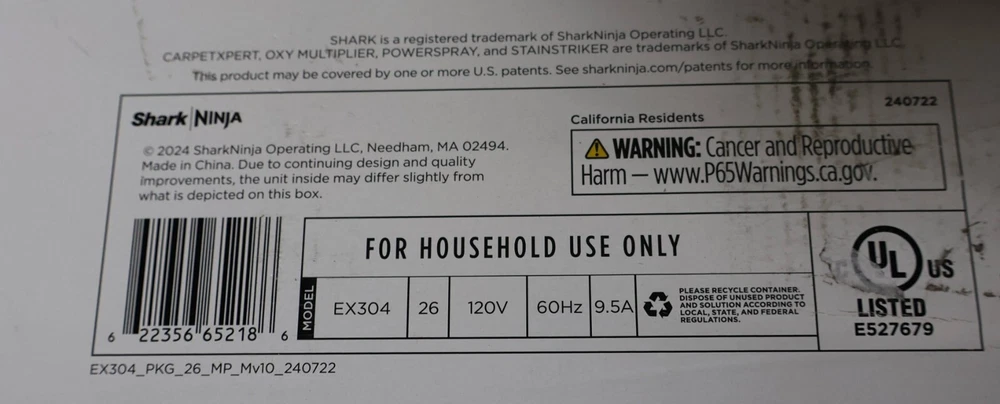 SHARK is a registered trademark of SharkNinja Operating LLC.
CARPETXPERT, OXY MULTIPLIER, POWERSPRAY, and STAINSTRIKER are trademarks of SharkNinja Operating LLC.
This product may be covered by one or more U.S. patents. See sharkninja.com/patents for more information.
240722
Shark NINJA
© 2024 SharkNinja Operating LLC, Needham, MA 02494.
Made in China. Due to continuing design and quality
improvements, the unit inside may differ slightly from
what is depicted on this box.
California Residents
WARNING: Cancer and Reproductive
Harm — www.P65Warnings.ca.gov.
6 22356 65218 6
FOR HOUSEHOLD USE ONLY
MODEL
EX304 26 120V 60Hz 9.5A
PLEASE RECYCLE CONTAINER.
DISPOSE OF UNUSED PRODUCT
AND SOLUTION ACCORDING TO
LOCAL, STATE, AND FEDERAL
REGULATIONS.
C UL US
LISTED
E527679
EX304_PKG_26_MP_Mv10_240722